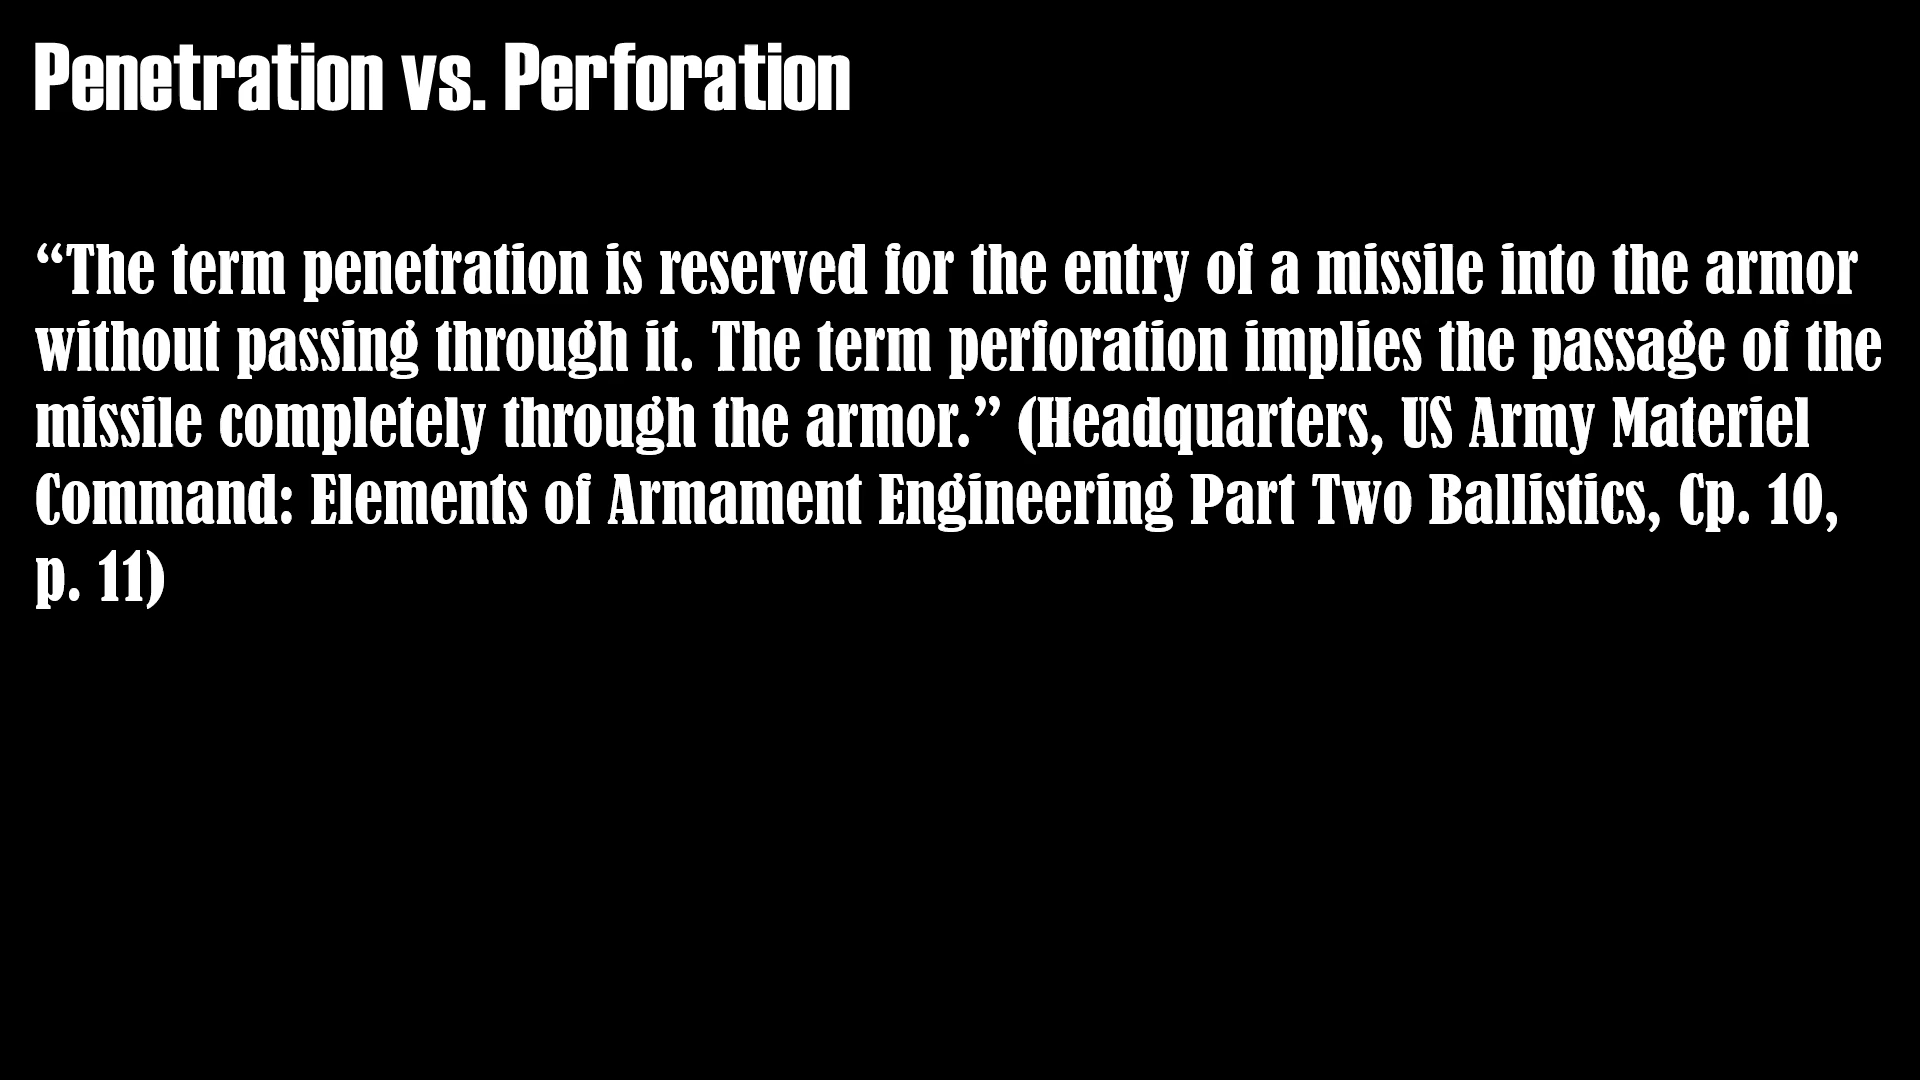 Penetration vs. Perforation
“The term penetration is reserved for the entry of a missile into the armor
without passing through it. The term perforation implies the passage of the
missile completely through the armor.” (Headquarters, US Army Materiel
Command: Elements of Armament Engineering Part Two Ballistics, Cp. 10,
p. 11)